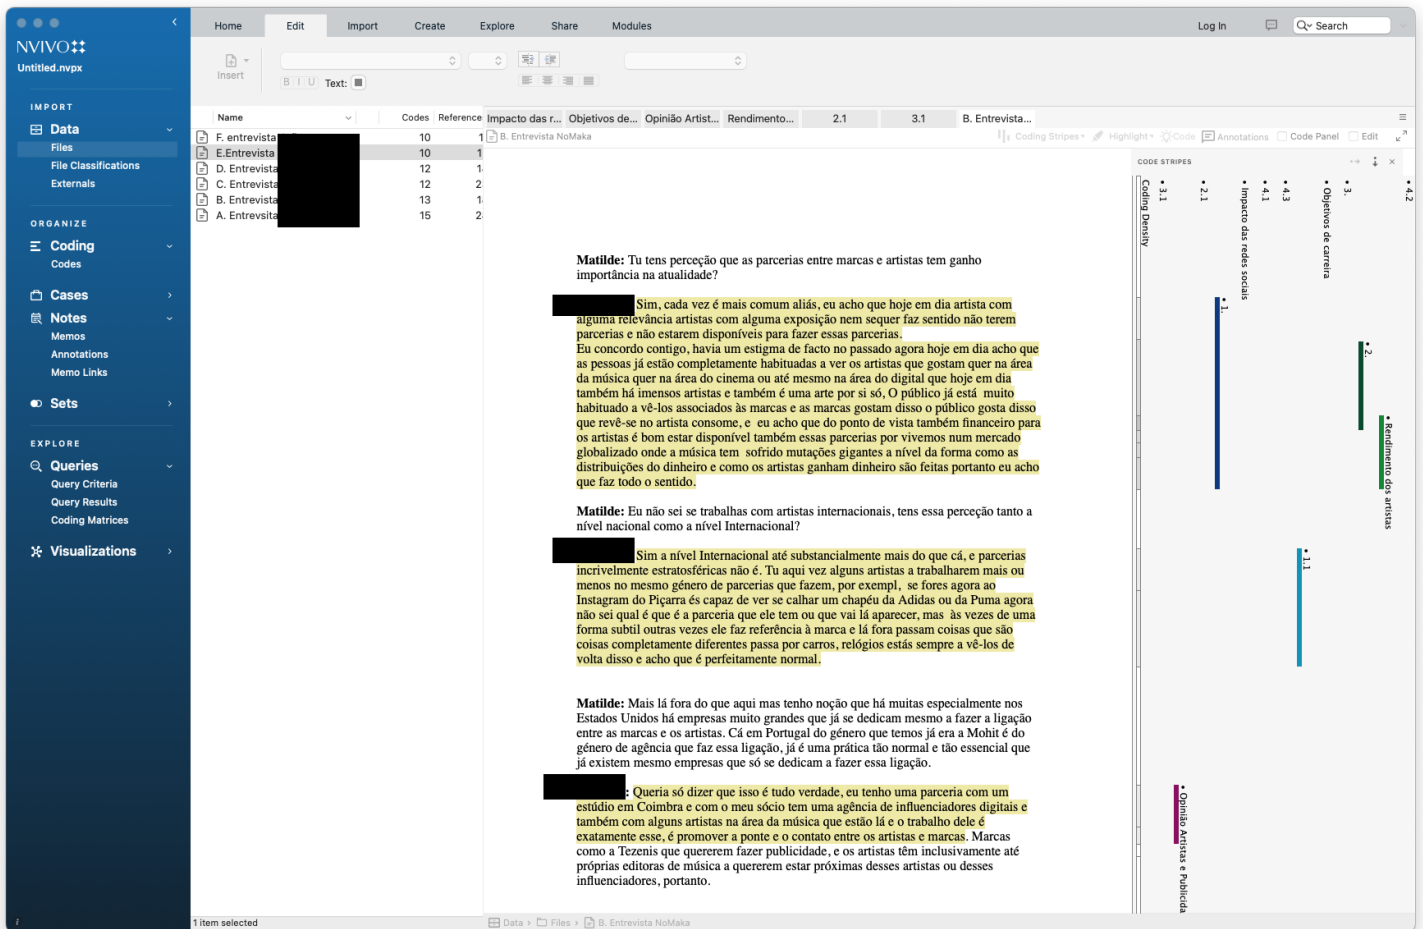 Home Edit Import Create Explore Share Modules Log In Search
NVIVO
Untitled.nvpx
Insert
B I U Text:
IMPORT
Data
Files
File Classifications
Externals
ORGANIZE
Coding
Codes
Cases
Notes
Memos
Annotations
Memo Links
Sets
EXPLORE
Queries
Query Criteria
Query Results
Coding Matrices
Visualizations
Name Codes Reference
F. entrevista 10 1
E.Entrevista 10 1
D. Entrevista 12 1
C. Entrevista 12 2
B. Entrevista 13 1
A. Entrevsita 15 2
1 item selected
Impacto das r... Objetivos de... Opinião Artist... Rendimento... 2.1 3.1 B. Entrevista...
B. Entrevista NoMaka Coding Stripes Highlight Code Annotations Code Panel Edit
Matilde: Tu tens perceção que as parcerias entre marcas e artistas tem ganho
importância na atualidade?
Sim, cada vez é mais comum aliás, eu acho que hoje em dia artista com
alguma relevância artistas com alguma exposição nem sequer faz sentido não terem
parcerias e não estarem disponíveis para fazer essas parcerias.
Eu concordo contigo, havia um estigma de facto no passado agora hoje em dia acho que
as pessoas já estão completamente habituadas a ver os artistas que gostam quer na área
da música quer na área do cinema ou até mesmo na área do digital que hoje em dia
também há imensos artistas e também é uma arte por si só, O público já está muito
habituado a vê-los associados às marcas e as marcas gostam disso o público gosta disso
que revê-se no artista consome, e eu acho que do ponto de vista também financeiro para
os artistas é bom estar disponível também essas parcerias por vivemos num mercado
globalizado onde a música tem sofrido mutações gigantes a nível da forma como as
distribuições do dinheiro e como os artistas ganham dinheiro são feitas portanto eu acho
que faz todo o sentido.
Matilde: Eu não sei se trabalhas com artistas internacionais, tens essa perceção tanto a
nível nacional como a nível Internacional?
Sim a nível Internacional até substancialmente mais do que cá, e parcerias
incrivelmente estratosféricas não é. Tu aqui vez alguns artistas a trabalharem mais ou
menos no mesmo género de parcerias que fazem, por exempl, se fores agora ao
Instagram do Piçarra és capaz de ver se calhar um chapéu da Adidas ou da Puma agora
não sei qual é que é a parceria que ele tem ou que vai lá aparecer, mas às vezes de uma
forma subtil outras vezes ele faz referência à marca e lá fora passam coisas que são
coisas completamente diferentes passa por carros, relógios estás sempre a vê-los de
volta disso e acho que é perfeitamente normal.
Matilde: Mais lá fora do que aqui mas tenho noção que há muitas especialmente nos
Estados Unidos há empresas muito grandes que já se dedicam mesmo a fazer a ligação
entre as marcas e os artistas. Cá em Portugal do género que temos já era a Mohit é do
género de agência que faz essa ligação, já é uma prática tão normal e tão essencial que
já existem mesmo empresas que só se dedicam a fazer essa ligação.
: Queria só dizer que isso é tudo verdade, eu tenho uma parceria com um
estúdio em Coimbra e com o meu sócio tem uma agência de influenciadores digitais e
também com alguns artistas na área da música que estão lá e o trabalho dele é
exatamente esse, é promover a ponte e o contato entre os artistas e marcas. Marcas
como a Tezenis que quererem fazer publicidade, e os artistas têm inclusivamente até
próprias editoras de música a quererem estar próximas desses artistas ou desses
influenciadores, portanto.
Data Files B. Entrevista NoMaka
CODE STRIPES
Coding Density
3.1
2.1
Impacto das redes sociais
4.1
4.3
Objetivos de carreira
3.
4.2
1.
2.
Rendimento dos artistas
1.1
Opinião Artistas e Publicida